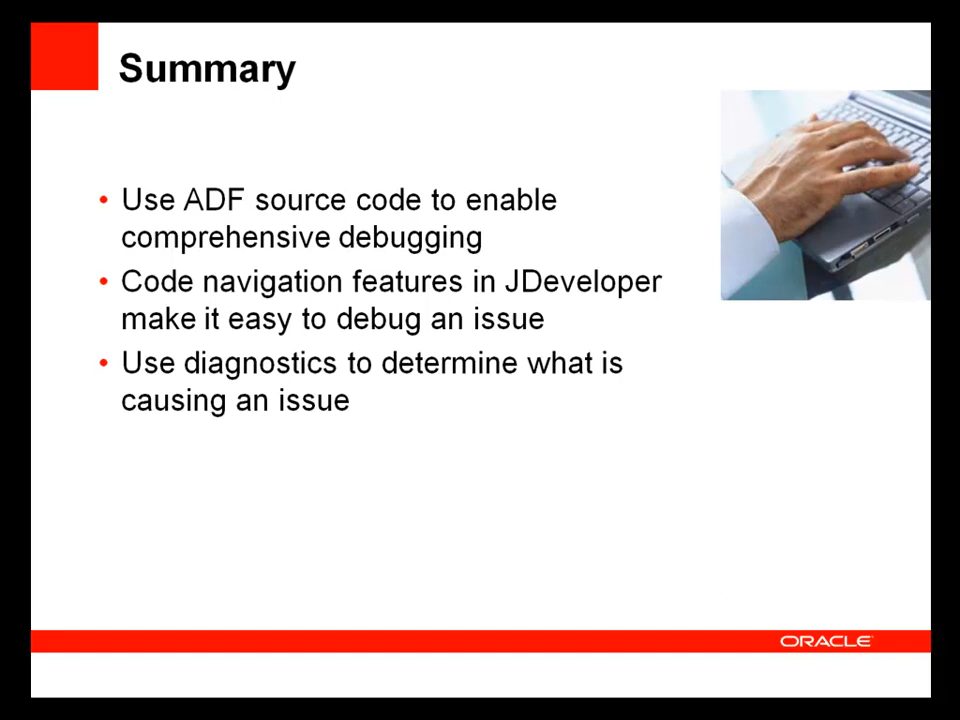 Summary
• Use ADF source code to enable
comprehensive debugging
• Code navigation features in JDeveloper
make it easy to debug an issue
• Use diagnostics to determine what is
causing an issue
ORACLE